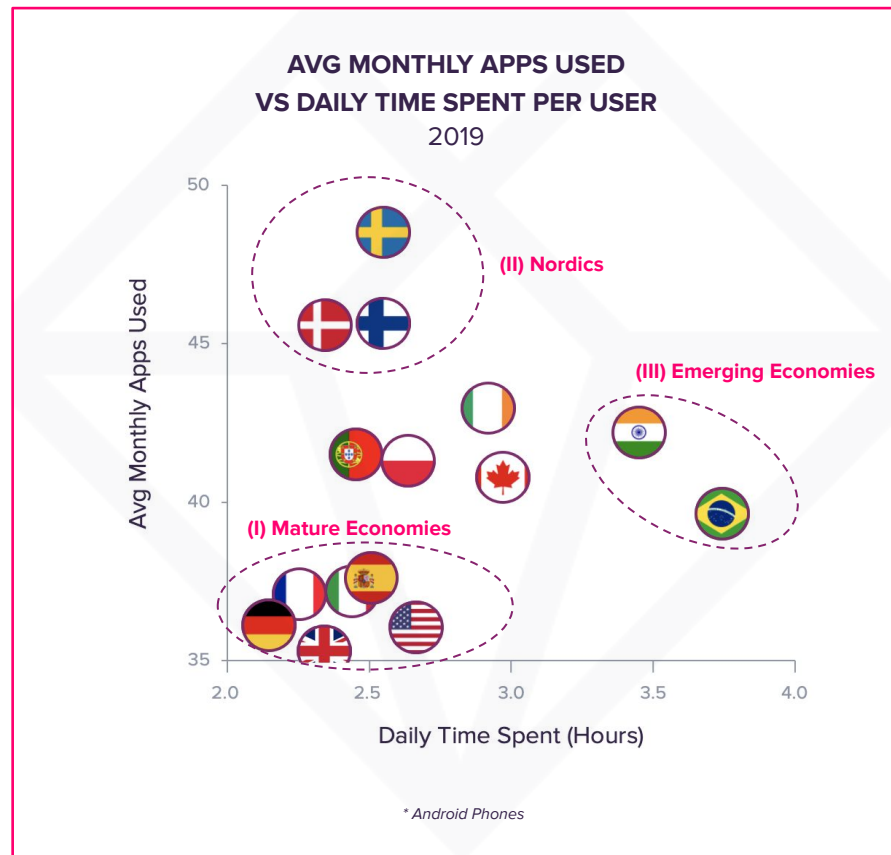 AVG MONTHLY APPS USED
VS DAILY TIME SPENT PER USER
2019
50
(II) Nordics
45
(III) Emerging Economies
Avg Monthly Apps Used
40
(I) Mature Economies
35
2.0 2.5 3.0 3.5 4.0
Daily Time Spent (Hours)
* Android Phones